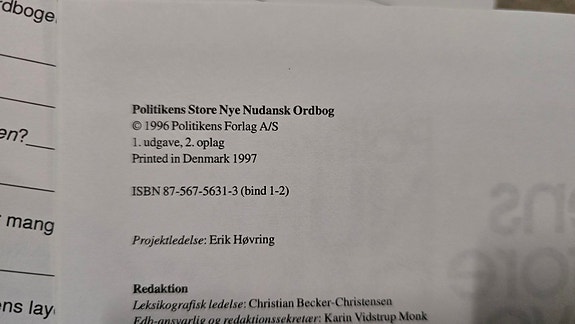 Politikens Store Nye Nudansk Ordbog
© 1996 Politikens Forlag A/S
1. udgave, 2. oplag
Printed in Denmark 1997
ISBN 87-567-5631-3 (bind 1-2)
Projektledelse: Erik Høvring
Redaktion
Leksikografisk ledelse: Christian Becker-Christensen
Edb-ansvarlig og redaktionssekretær: Karin Vidstrup Monk
rdboge
en?
mang
ens lay